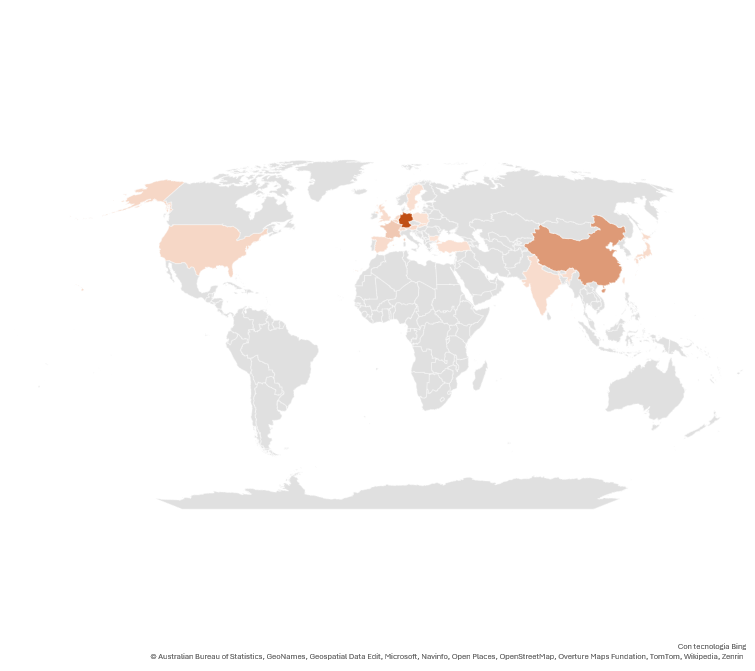 Con tecnologia Bing
© Australian Bureau of Statistics, GeoNames, Geospatial Data Edit, Microsoft, Navinfo, Open Places, OpenStreetMap, Overture Maps Fundation, TomTom, Wikipedia, Zenrin